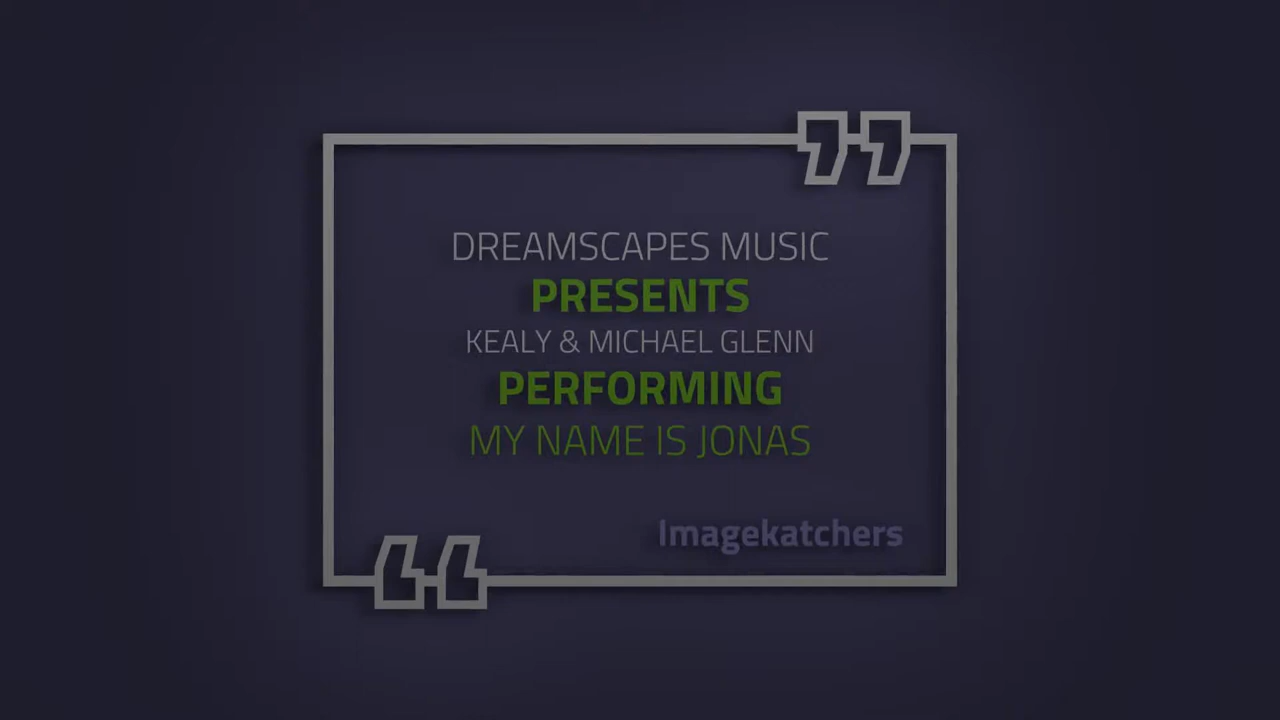 DREAMSCAPES MUSIC
PRESENTS
KEALY & MICHAEL GLENN
PERFORMING
MY NAME IS JONAS
Imagekatchers